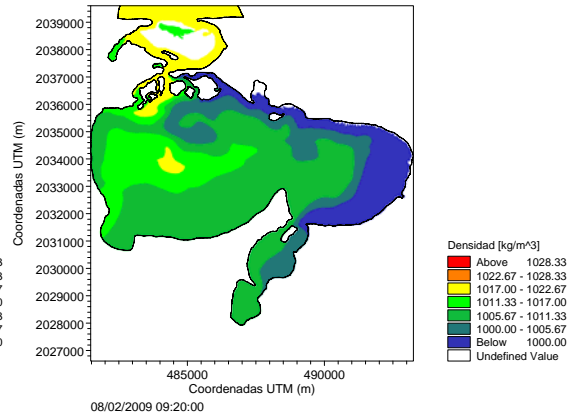 2039000
2038000
2037000
2036000
2035000
2034000
2033000
2032000
2031000
2030000
2029000
2028000
2027000
Coordenadas UTM (m)
485000 490000
Coordenadas UTM (m)
08/02/2009 09:20:00
Densidad [kg/m^3]
Above 1028.33
1022.67 - 1028.33
1017.00 - 1022.67
1011.33 - 1017.00
1005.67 - 1011.33
1000.00 - 1005.67
Below 1000.00
Undefined Value